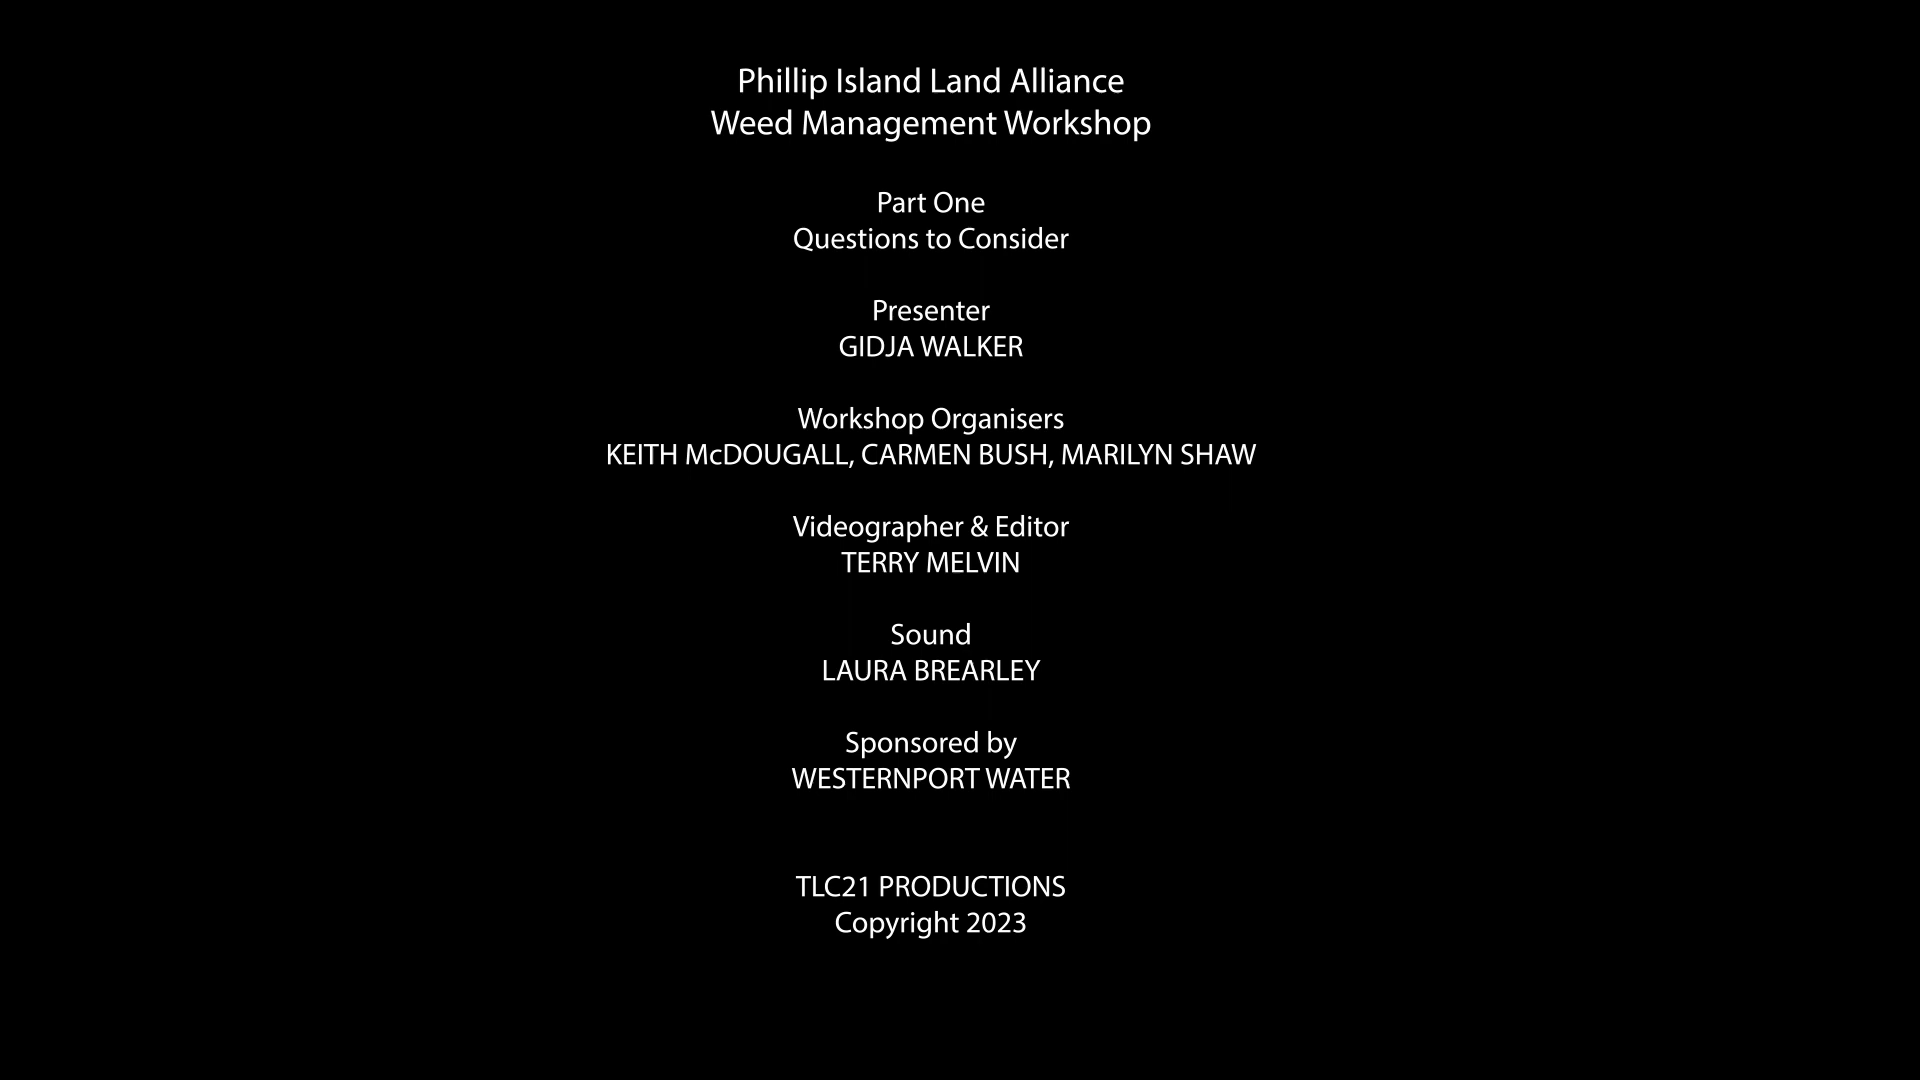 Phillip Island Land Alliance
Weed Management Workshop
Part One
Questions to Consider
Presenter
GIDJA WALKER
Workshop Organisers
KEITH McDOUGALL, CARMEN BUSH, MARILYN SHAW
Videographer & Editor
TERRY MELVIN
Sound
LAURA BREARLEY
Sponsored by
WESTERNPORT WATER
TLC21 PRODUCTIONS
Copyright 2023